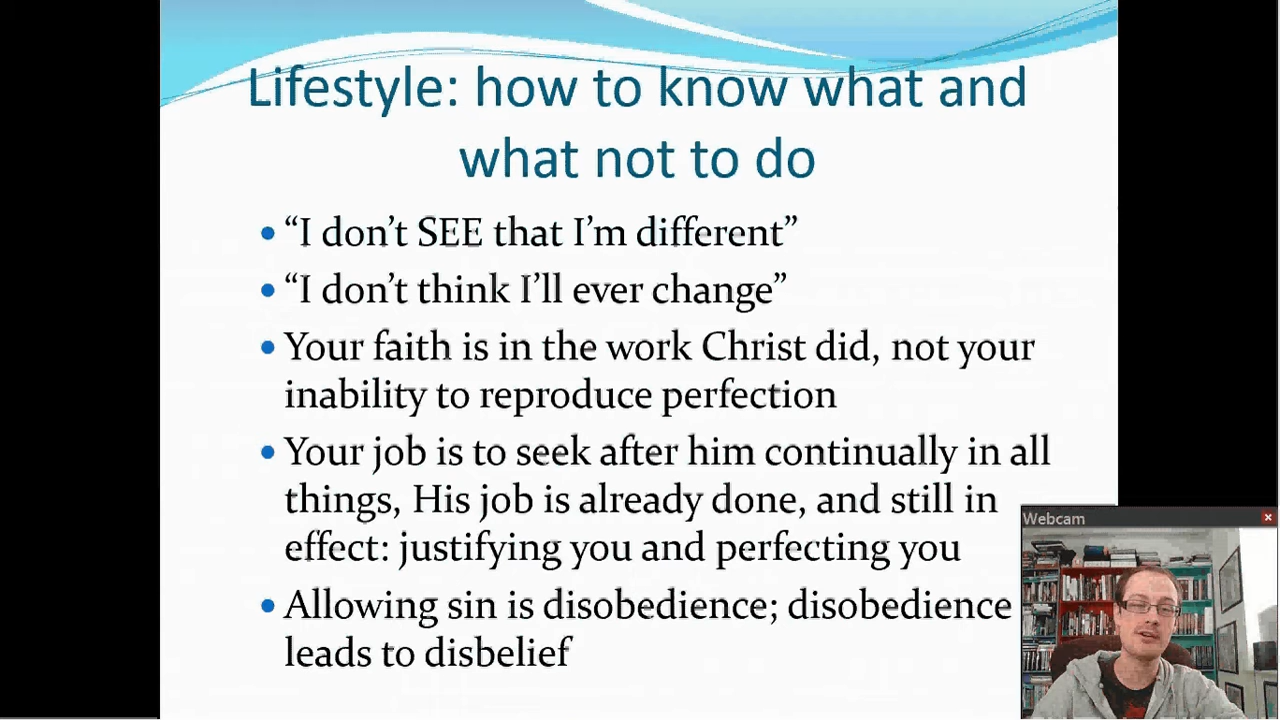 Lifestyle: how to know what and
what not to do
• “I don’t SEE that I’m different”
• “I don’t think I’ll ever change”
• Your faith is in the work Christ did, not your
inability to reproduce perfection
• Your job is to seek after him continually in all
things, His job is already done, and still in
effect: justifying you and perfecting you
• Allowing sin is disobedience; disobedience
leads to disbelief
Webcam